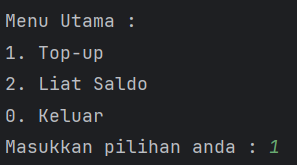 Menu Utama :
1. Top-up
2. Liat Saldo
0. Keluar
Masukkan pilihan anda : 1